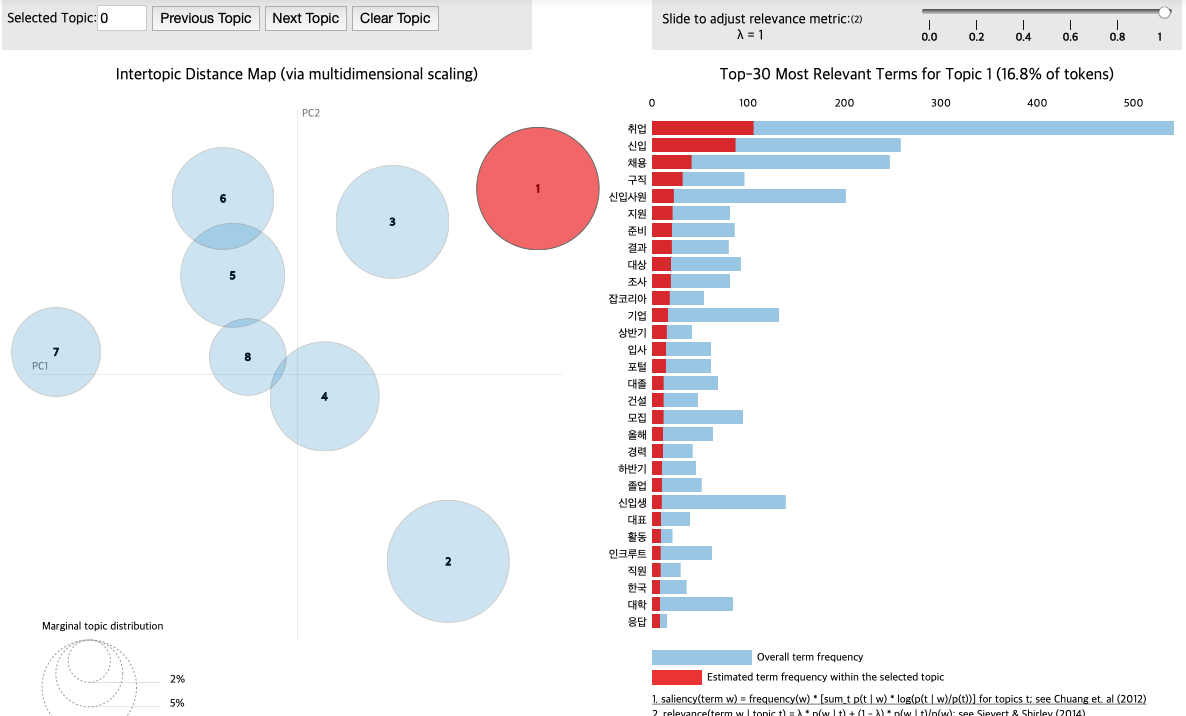 Selected Topic: 0 Previous Topic Next Topic Clear Topic
Slide to adjust relevance metric:(2)
λ = 1
0.0 0.2 0.4 0.6 0.8 1
Intertopic Distance Map (via multidimensional scaling)
PC2
6
3
1
5
7
8
PC1
4
2
Marginal topic distribution
2%
5%
Top-30 Most Relevant Terms for Topic 1 (16.8% of tokens)
0 100 200 300 400 500
취업
신입
채용
구직
신입사원
지원
준비
결과
대상
조사
잡코리아
기업
상반기
입사
포털
대졸
건설
모집
올해
경력
하반기
졸업
신입생
대표
활동
인크루트
직원
한국
대학
응답
Overall term frequency
Estimated term frequency within the selected topic
1. saliency(term w) = frequency(w) * [sum_t p(t | w) * log(p(t | w)/p(t))] for topics t; see Chuang et. al (2012)
2. relevance(term w | topic t) = λ * p(w | t) + (1 - λ) * p(w | t)/p(w); see Sievert & Shirley (2014)